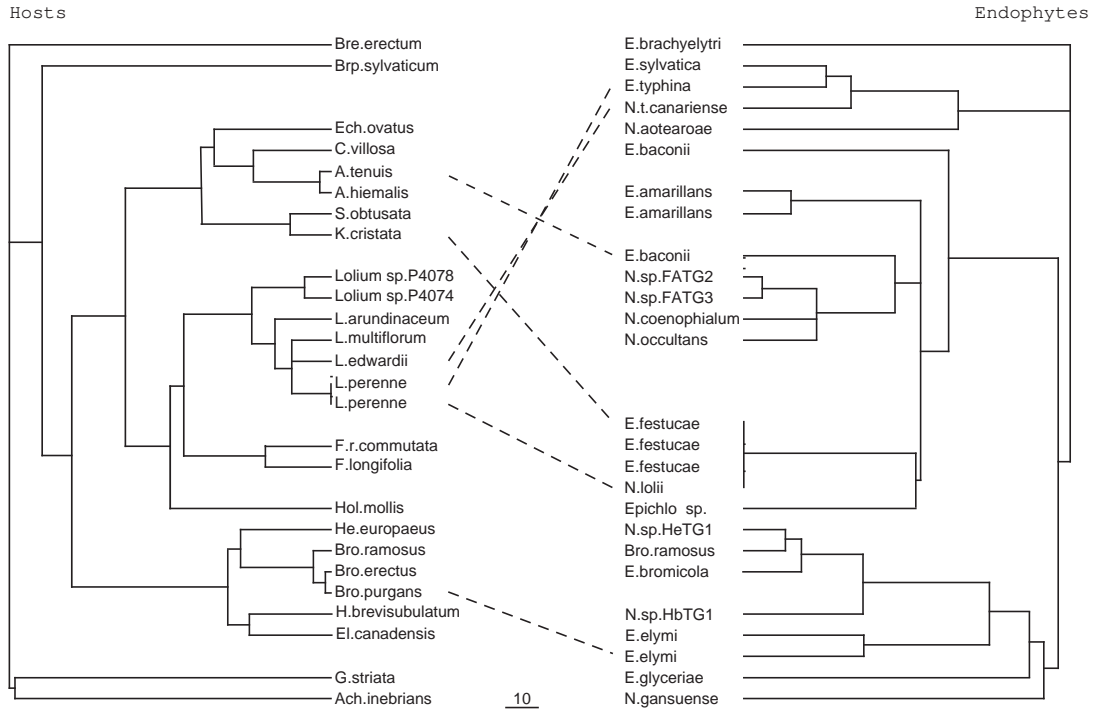 Hosts
Endophytes
Bre.erectum
Brp.sylvaticum
Ech.ovatus
C.villosa
A.tenuis
A.hiemalis
S.obtusata
K.cristata
Lolium sp.P4078
Lolium sp.P4074
L.arundinaceum
L.multiflorum
L.edwardii
L.perenne
L.perenne
F.r.commutata
F.longifolia
Hol.mollis
He.europaeus
Bro.ramosus
Bro.erectus
Bro.purgans
H.brevisubulatum
El.canadensis
G.striata
Ach.inebrians
10
E.brachyelytri
E.sylvatica
E.typhina
N.t.canariense
N.aotearoae
E.baconii
E.amarillans
E.amarillans
E.baconii
N.sp.FATG2
N.sp.FATG3
N.coenophialum
N.occultans
E.festucae
E.festucae
E.festucae
N.lolii
Epichlo sp.
N.sp.HeTG1
Bro.ramosus
E.bromicola
N.sp.HbTG1
E.elymi
E.elymi
E.glyceriae
N.gansuense